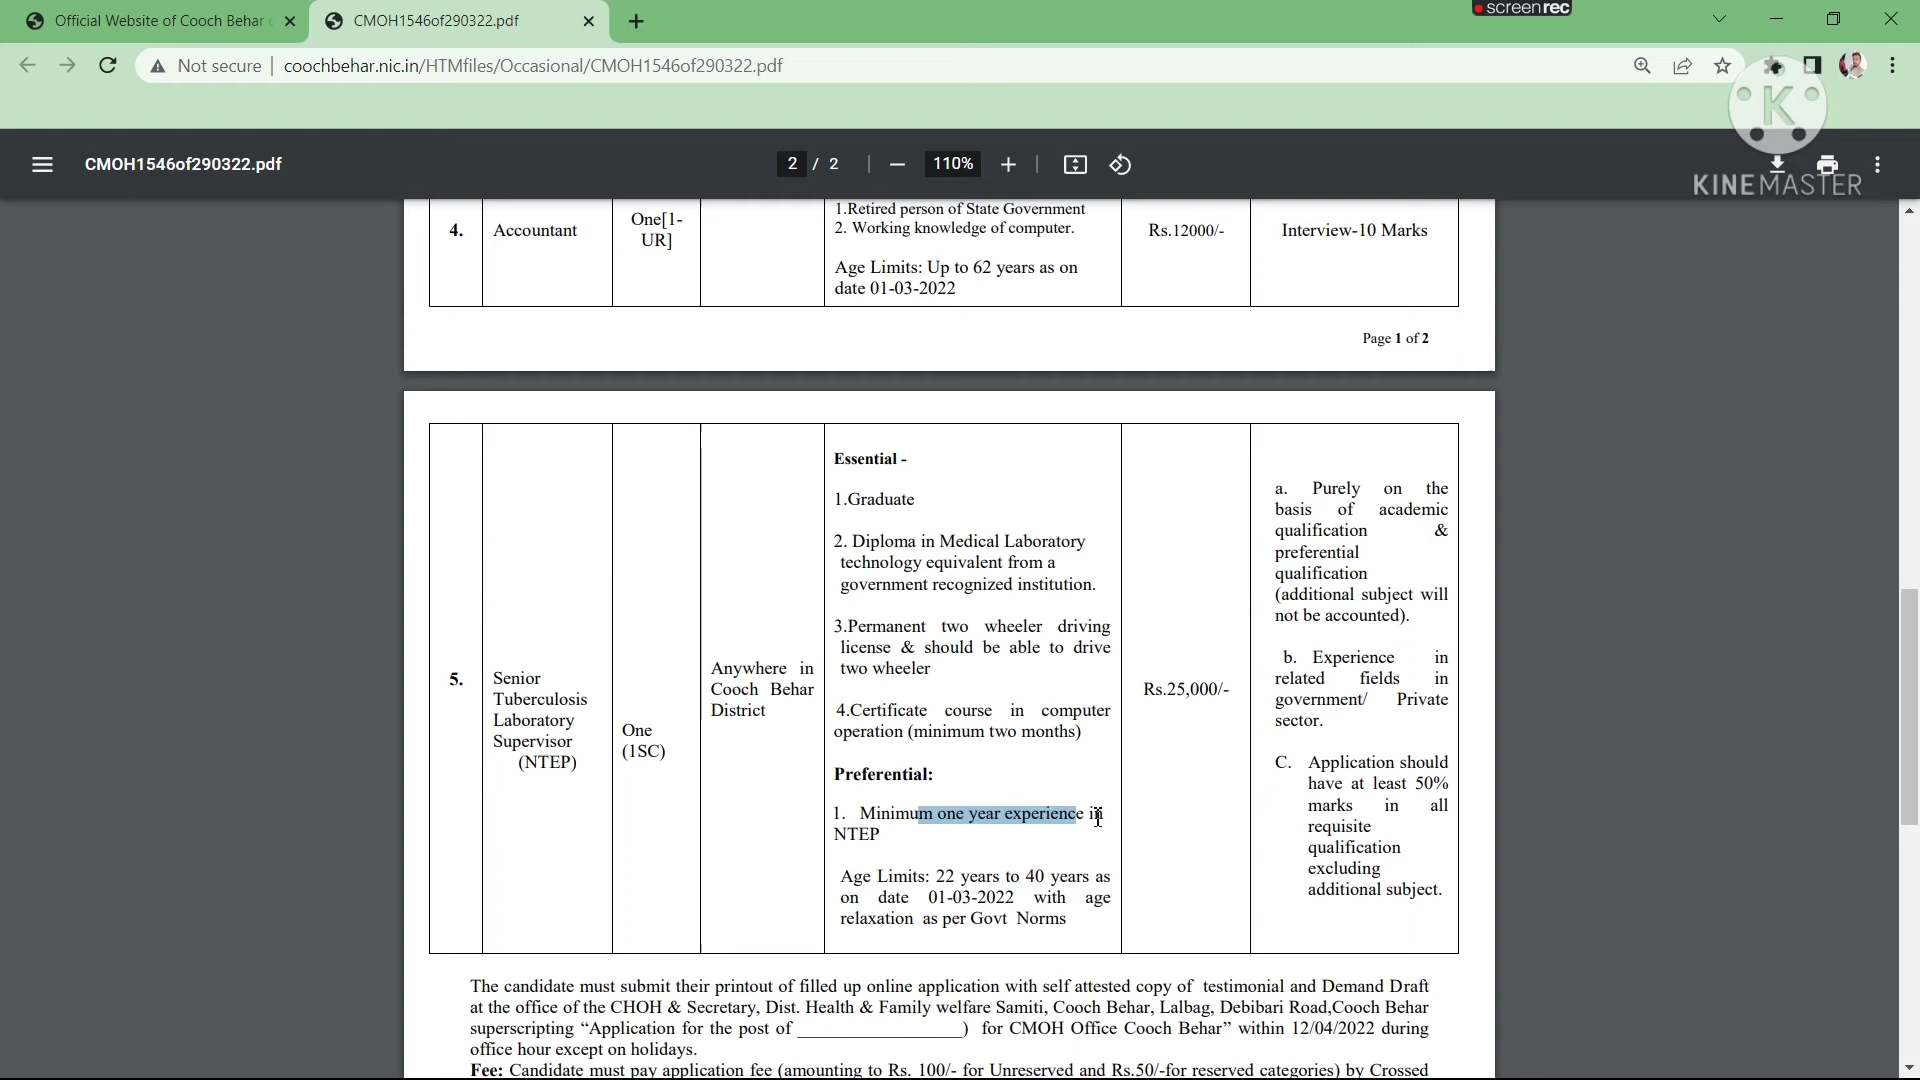 screenrec
Official Website of Cooch Behar
CMOH1546of290322.pdf
Not secure
coochbehar.nic.in/HTMfiles/Occasional/CMOH1546of290322.pdf
K
CMOH1546of290322.pdf
2 / 2
110%
KINEMASTER
4.
Accountant
One[1-
UR]
1.Retired person of State Government
2. Working knowledge of computer.
Age Limits: Up to 62 years as on
date 01-03-2022
Rs.12000/-
Interview-10 Marks
Page 1 of 2
5.
Senior
Tuberculosis
Laboratory
Supervisor
(NTEP)
One
(1SC)
Anywhere in
Cooch Behar
District
Essential -
1.Graduate
2. Diploma in Medical Laboratory
technology equivalent from a
government recognized institution.
3.Permanent two wheeler driving
license & should be able to drive
two wheeler
4.Certificate course in computer
operation (minimum two months)
Preferential:
1. Minimum one year experience in
NTEP
Age Limits: 22 years to 40 years as
on date 01-03-2022 with age
relaxation as per Govt Norms
Rs.25,000/-
a. Purely on the
basis of academic
qualification &
preferential
qualification
(additional subject will
not be accounted).
b. Experience in
related fields in
government/ Private
sector.
C. Application should
have at least 50%
marks in all
requisite
qualification
excluding
additional subject.
The candidate must submit their printout of filled up online application with self attested copy of testimonial and Demand Draft
at the office of the CHOH & Secretary, Dist. Health & Family welfare Samiti, Cooch Behar, Lalbag, Debibari Road,Cooch Behar
superscripting “Application for the post of ___________________) for CMOH Office Cooch Behar” within 12/04/2022 during
office hour except on holidays.
Fee: Candidate must pay application fee (amounting to Rs. 100/- for Unreserved and Rs.50/-for reserved categories) by Crossed